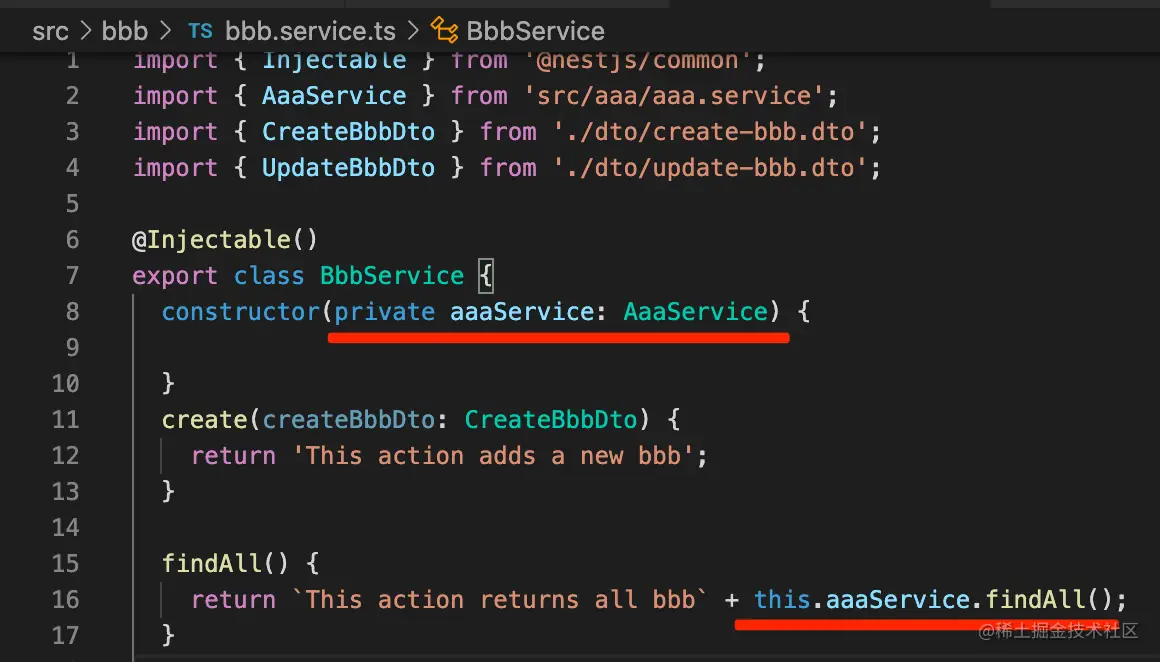 src > bbb > TS bbb.service.ts > BbbService
1 import { Injectable } from '@nestjs/common';
2 import { AaaService } from 'src/aaa/aaa.service';
3 import { CreateBbbDto } from './dto/create-bbb.dto';
4 import { UpdateBbbDto } from './dto/update-bbb.dto';
5
6 @Injectable()
7 export class BbbService {
8 constructor(private aaaService: AaaService) {
9
10 }
11 create(createBbbDto: CreateBbbDto) {
12 return 'This action adds a new bbb';
13 }
14
15 findAll() {
16 return `This action returns all bbb` + this.aaaService.findAll();
17 }
@稀土掘金技术社区